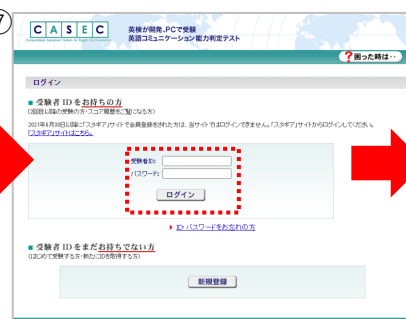 ⑦
CASEC 英検が開発、PCで受験
英語コミュニケーション能力判定テスト
?困った時は‥
ログイン
■ 受験者 ID をお持ちの方
(2回目以降の受験の方・スコア履歴をご覧になる方)
2021年6月30日以降に「スタギア」サイトで会員登録をされた方は、当サイトではログインできません。「スタギア」サイトからログインしてください。
「スタギア」サイトはこちら。
受験者ID:
パスワード:
ログイン
ID・パスワードをお忘れの方
■ 受験者 ID をまだお持ちでない方
(はじめて受験する方・新たにIDを取得する方)
新規登録